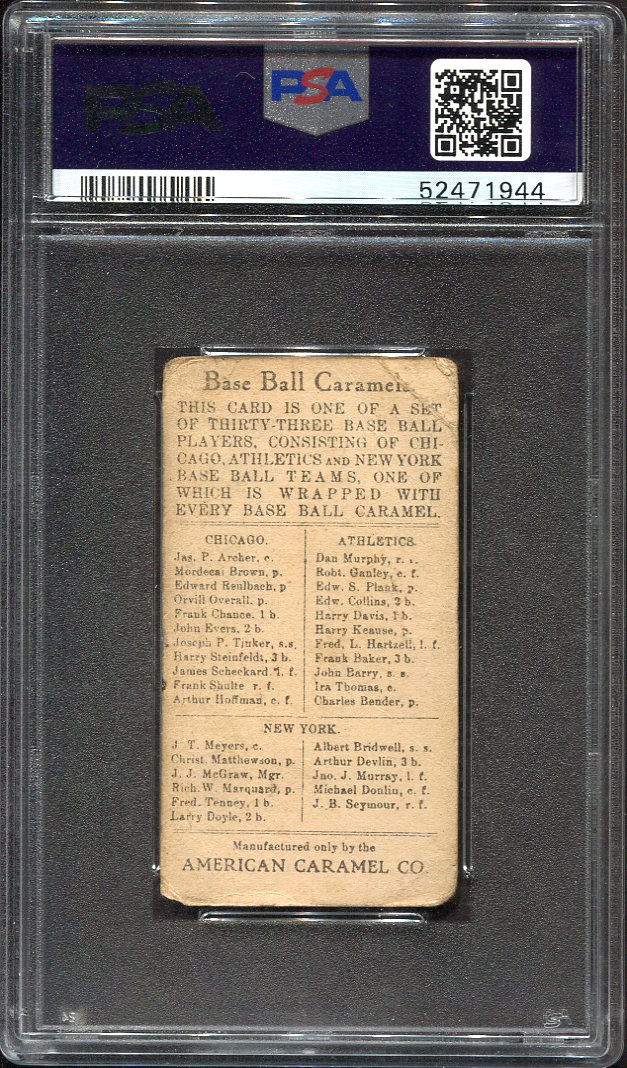 PSA
PSA
52471944
Base Ball Caramels.
THIS CARD IS ONE OF A SET
OF THIRTY-THREE BASE BALL
PLAYERS, CONSISTING OF CHI-
CAGO, ATHLETICS AND NEW YORK
BASE BALL TEAMS, ONE OF
WHICH IS WRAPPED WITH
EVERY BASE BALL CARAMEL.
CHICAGO.
Jas. P. Archer, c.
Mordecai Brown, p.
Edward Reulbach, p
Orvill Overall, p.
Frank Chance, 1 b
John Evers, 2 b.
Joseph P. Tinker, s.s.
Harry Steinfeldt, 3 b.
James Scheckard l. f.
Frank Shulte r. f.
Arthur Hoffman, c. f.
ATHLETICS.
Dan Murphy, r.
Robt. Ganley, c. f.
Edw. S. Plank, p.
Edw. Collins, 2 b.
Harry Davis, 1 b
Harry Keause, p.
Fred. L. Hartzell, l. f.
Frank Baker, 3 b.
John Barry, s. s.
Ira Thomas, c.
Charles Bender, p.
NEW YORK.
J. T. Meyers, c.
Christ. Matthewson, p.
J. J. McGraw, Mgr.
Rich. W. Marquard, p.
Fred. Tenney, 1 b.
Larry Doyle, 2 b.
Albert Bridwell, s. s.
Arthur Devlin, 3 b.
Jno. J. Murray, l. f.
Michael Donlin, c. f.
J. B. Seymour, r. f.
Manufactured only by the
AMERICAN CARAMEL CO.